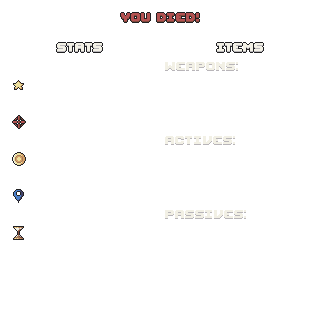 YOU DIED!
STATS
ITEMS
WEAPONS:
ACTIVES:
PASSIVES: